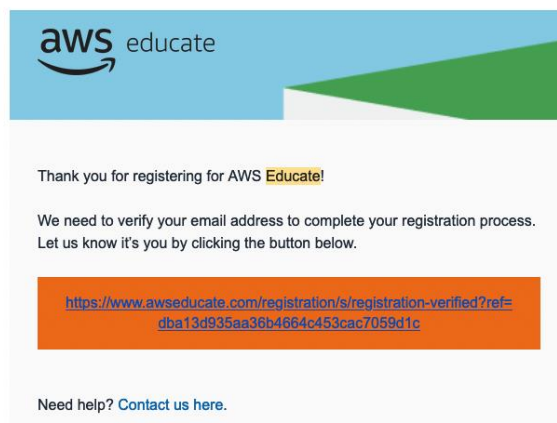 aws educate
Thank you for registering for AWS Educate!
We need to verify your email address to complete your registration process.
Let us know it's you by clicking the button below.
https://www.awseducate.com/registration/s/registration-verified?ref=
dba13d935aa36b4664c453cac7059d1c
Need help? Contact us here.